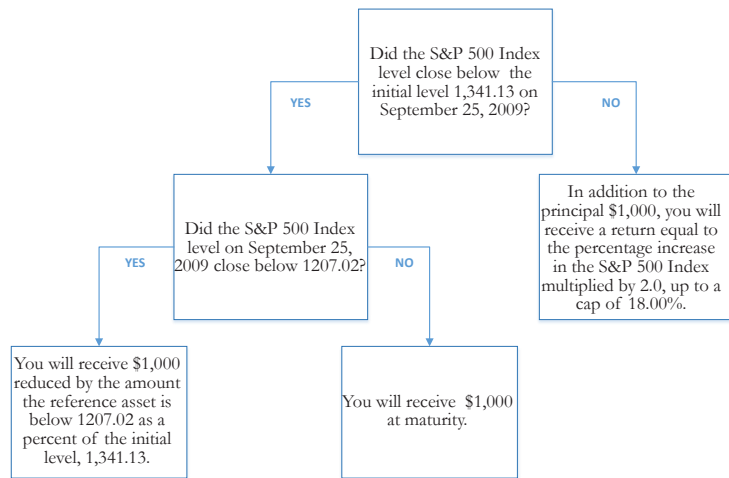 Did the S&P 500 Index
level close below the
initial level 1,341.13 on
September 25, 2009?
YES
NO
Did the S&P 500 Index
level on September 25,
2009 close below 1207.02?
In addition to the
principal $1,000, you will
receive a return equal to
the percentage increase
in the S&P 500 Index
multiplied by 2.0, up to a
cap of 18.00%.
YES
NO
You will receive $1,000
reduced by the amount
the reference asset is
below 1207.02 as a
percent of the initial
level, 1,341.13.
You will receive $1,000
at maturity.